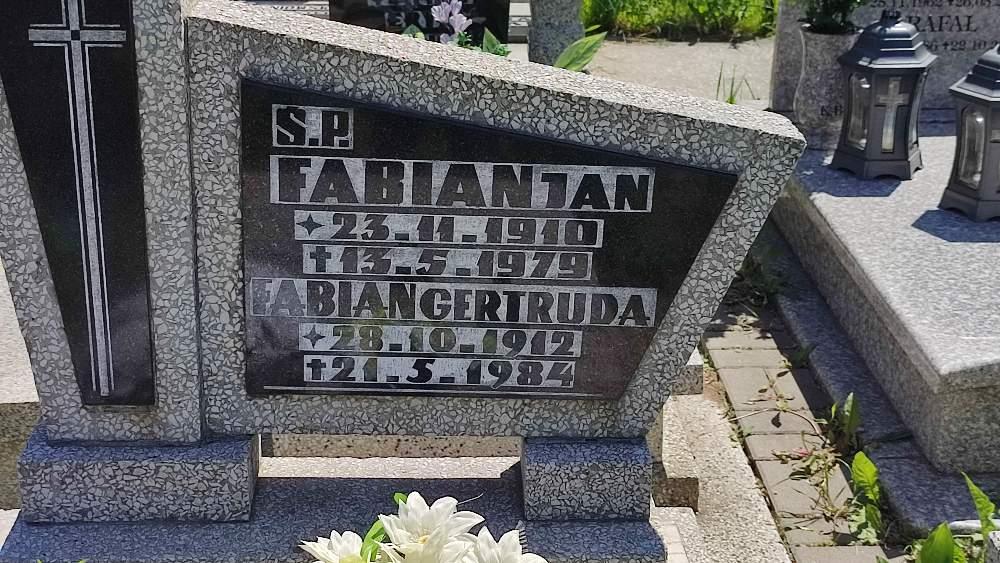 Ś.P.
FABIAN JAN
✦23-11-1910
†13-5-1979
FABIAN GERTRUDA
✦28-10-1912
†21-5-1984
RAFAŁ